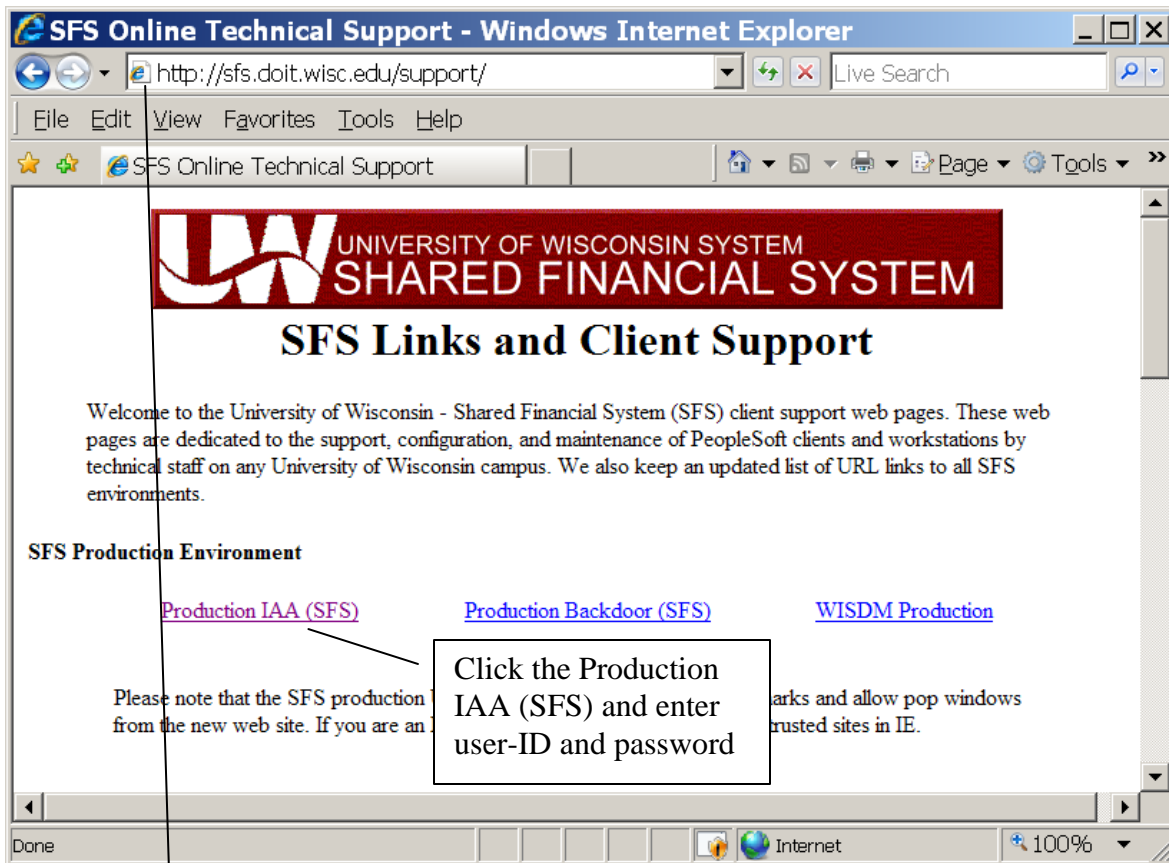 SFS Online Technical Support - Windows Internet Explorer
http://sfs.doit.wisc.edu/support/
Live Search
File Edit View Favorites Tools Help
SFS Online Technical Support
Page Tools »
UW
UNIVERSITY OF WISCONSIN SYSTEM
SHARED FINANCIAL SYSTEM
SFS Links and Client Support
Welcome to the University of Wisconsin - Shared Financial System (SFS) client support web pages. These web
pages are dedicated to the support, configuration, and maintenance of PeopleSoft clients and workstations by
technical staff on any University of Wisconsin campus. We also keep an updated list of URL links to all SFS
environments.
SFS Production Environment
Production IAA (SFS) Production Backdoor (SFS) WISDM Production
Click the Production
IAA (SFS) and enter
user-ID and password
Please note that the SFS production arks and allow pop windows
from the new web site. If you are an trusted sites in IE.
Done
Internet
100%